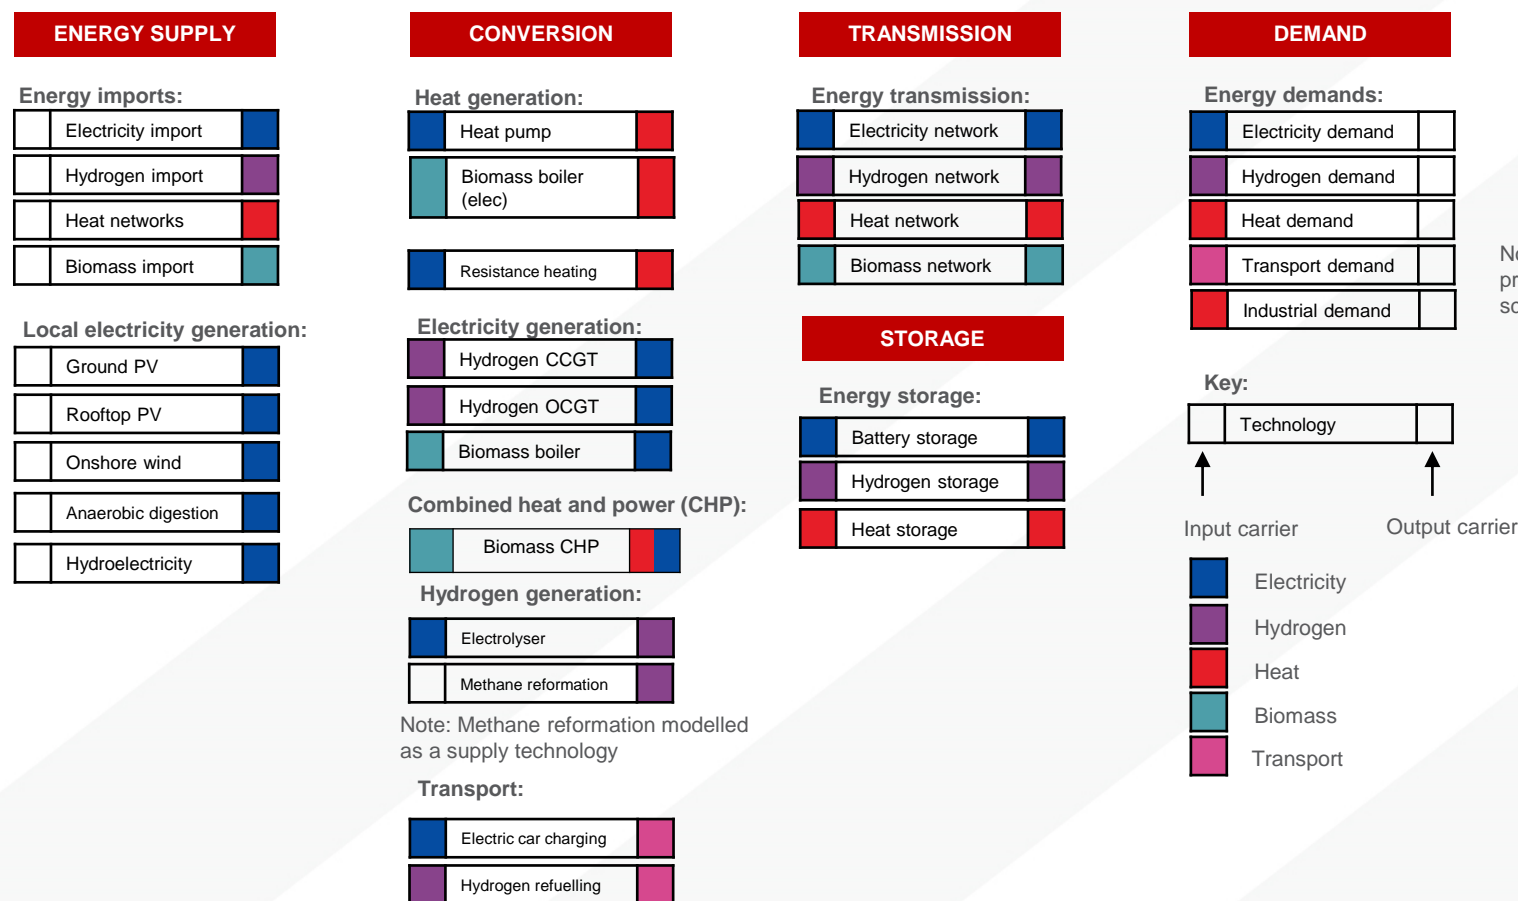 ENERGY SUPPLY
Energy imports:
Electricity import
Hydrogen import
Heat networks
Biomass import
Local electricity generation:
Ground PV
Rooftop PV
Onshore wind
Anaerobic digestion
Hydroelectricity
CONVERSION
Heat generation:
Heat pump
Biomass boiler
(elec)
Resistance heating
Electricity generation:
Hydrogen CCGT
Hydrogen OCGT
Biomass boiler
Combined heat and power (CHP):
Biomass CHP
Hydrogen generation:
Electrolyser
Methane reformation
Note: Methane reformation modelled
as a supply technology
Transport:
Electric car charging
Hydrogen refuelling
TRANSMISSION
Energy transmission:
Electricity network
Hydrogen network
Heat network
Biomass network
STORAGE
Energy storage:
Battery storage
Hydrogen storage
Heat storage
DEMAND
Energy demands:
Electricity demand
Hydrogen demand
Heat demand
Transport demand
Industrial demand
Key:
Technology
Input carrier
Output carrier
Electricity
Hydrogen
Heat
Biomass
Transport